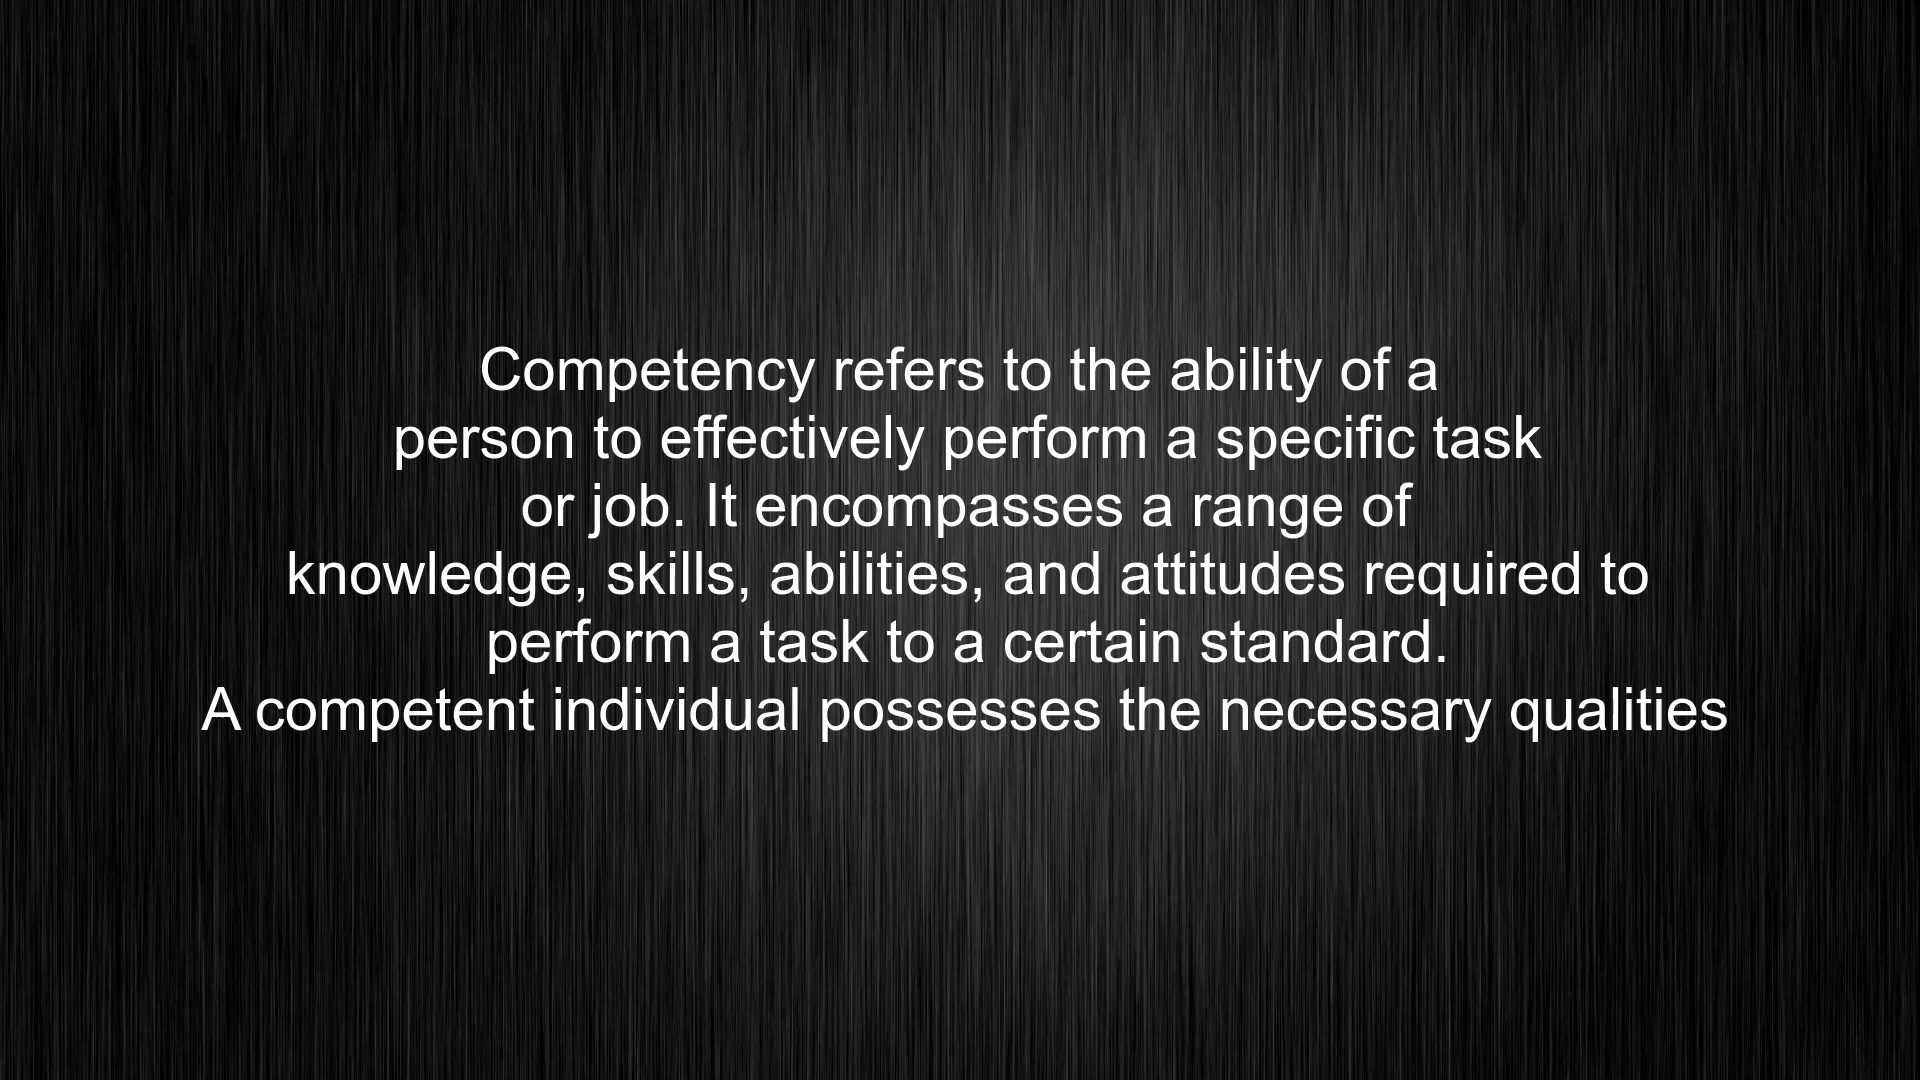 Competency refers to the ability of a
person to effectively perform a specific task
or job. It encompasses a range of
knowledge, skills, abilities, and attitudes required to
perform a task to a certain standard.
A competent individual possesses the necessary qualities